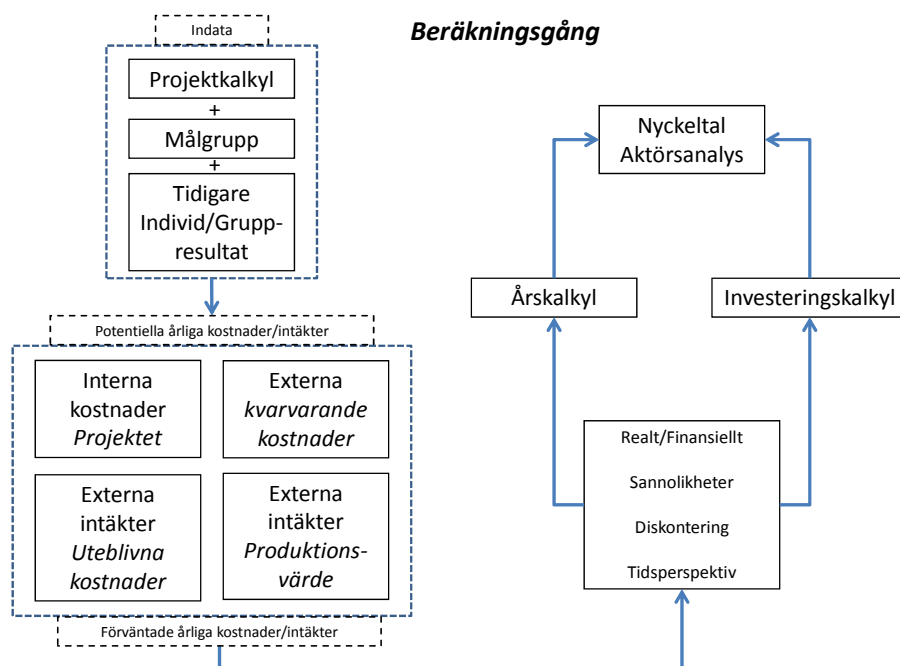 Beräkningsgång
Indata
Projektkalkyl
+
Målgrupp
+
Tidigare
Individ/Grupp-
resultat
Potentiella årliga kostnader/intäkter
Interna
kostnader
Projektet
Externa
kvarvarande
kostnader
Externa
intäkter
Uteblivna
kostnader
Externa
intäkter
Produktions-
värde
Förväntade årliga kostnader/intäkter
Nyckeltal
Aktörsanalys
Årskalkyl
Investeringskalkyl
Realt/Finansiellt
Sannolikheter
Diskontering
Tidsperspektiv